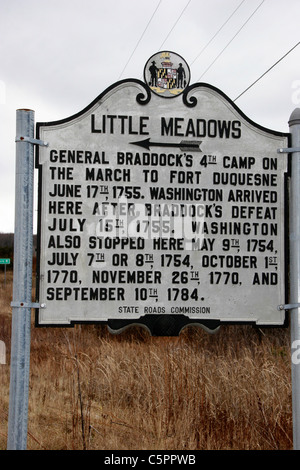 LITTLE MEADOWS
GENERAL BRADDOCK'S 4TH CAMP ON
THE MARCH TO FORT DUQUESNE
JUNE 17TH, 1755. WASHINGTON ARRIVED
HERE AFTER BRADDOCK'S DEFEAT
JULY 15TH, 1755. WASHINGTON
ALSO STOPPED HERE MAY 9TH, 1754,
JULY 7TH OR 8TH, 1754, OCTOBER 1ST,
1770, NOVEMBER 26TH, 1770, AND
SEPTEMBER 10TH, 1784.
STATE ROADS COMMISSION